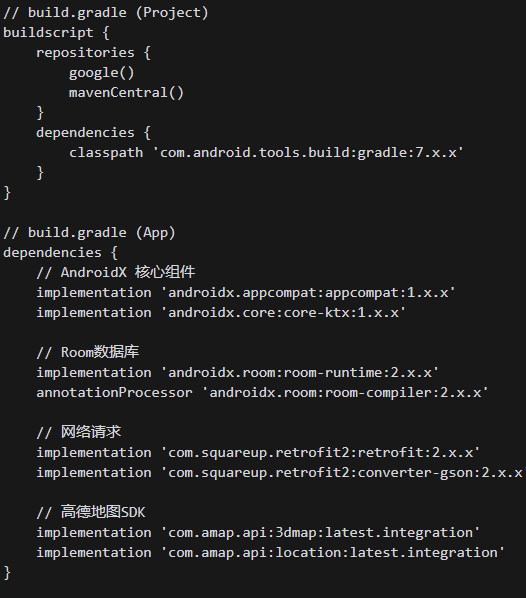 // build.gradle (Project)
buildscript {
    repositories {
        google()
        mavenCentral()
    }
    dependencies {
        classpath 'com.android.tools.build:gradle:7.x.x'
    }
}

// build.gradle (App)
dependencies {
    // AndroidX 核心组件
    implementation 'androidx.appcompat:appcompat:1.x.x'
    implementation 'androidx.core:core-ktx:1.x.x'

    // Room数据库
    implementation 'androidx.room:room-runtime:2.x.x'
    annotationProcessor 'androidx.room:room-compiler:2.x.x'

    // 网络请求
    implementation 'com.squareup.retrofit2:retrofit:2.x.x'
    implementation 'com.squareup.retrofit2:converter-gson:2.x.x'

    // 高德地图SDK
    implementation 'com.amap.api:3dmap:latest.integration'
    implementation 'com.amap.api:location:latest.integration'
}